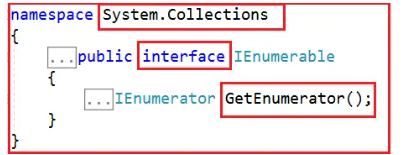 namespace System.Collections
{
...public interface IEnumerable
{
...IEnumerator GetEnumerator();
}
}